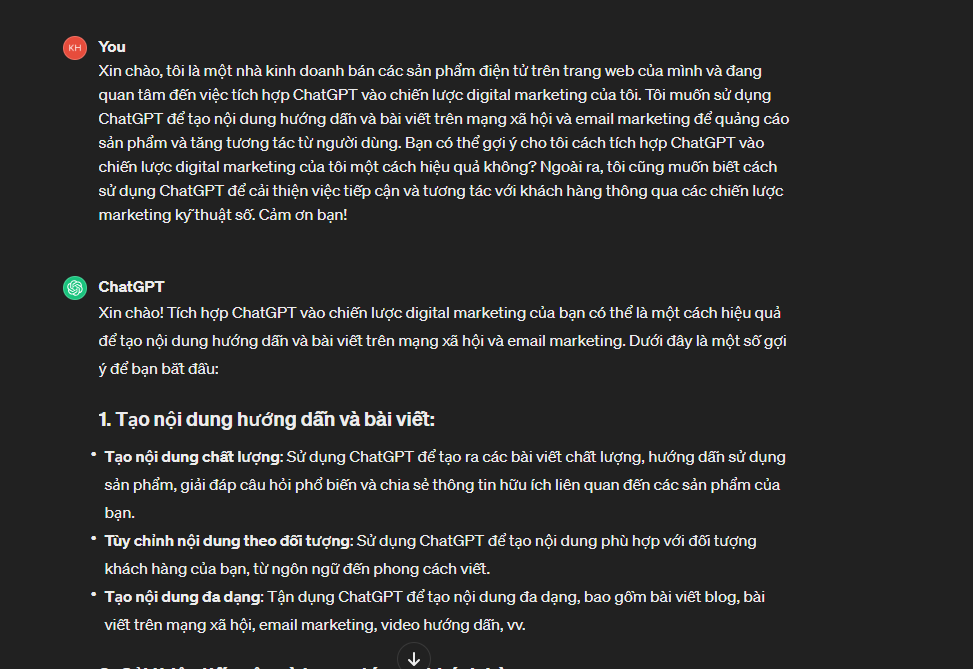 KH You
Xin chào, tôi là một nhà kinh doanh bán các sản phẩm điện tử trên trang web của mình và đang
quan tâm đến việc tích hợp ChatGPT vào chiến lược digital marketing của tôi. Tôi muốn sử dụng
ChatGPT để tạo nội dung hướng dẫn và bài viết trên mạng xã hội và email marketing để quảng cáo
sản phẩm và tăng tương tác từ người dùng. Bạn có thể gợi ý cho tôi cách tích hợp ChatGPT vào
chiến lược digital marketing của tôi một cách hiệu quả không? Ngoài ra, tôi cũng muốn biết cách
sử dụng ChatGPT để cải thiện việc tiếp cận và tương tác với khách hàng thông qua các chiến lược
marketing kỹ thuật số. Cảm ơn bạn!
ChatGPT
Xin chào! Tích hợp ChatGPT vào chiến lược digital marketing của bạn có thể là một cách hiệu quả
để tạo nội dung hướng dẫn và bài viết trên mạng xã hội và email marketing. Dưới đây là một số gợi
ý để bạn bắt đầu:
1. Tạo nội dung hướng dẫn và bài viết:
• Tạo nội dung chất lượng: Sử dụng ChatGPT để tạo ra các bài viết chất lượng, hướng dẫn sử dụng
sản phẩm, giải đáp câu hỏi phổ biến và chia sẻ thông tin hữu ích liên quan đến các sản phẩm của
bạn.
• Tùy chỉnh nội dung theo đối tượng: Sử dụng ChatGPT để tạo nội dung phù hợp với đối tượng
khách hàng của bạn, từ ngôn ngữ đến phong cách viết.
• Tạo nội dung đa dạng: Tận dụng ChatGPT để tạo nội dung đa dạng, bao gồm bài viết blog, bài
viết trên mạng xã hội, email marketing, video hướng dẫn, vv.